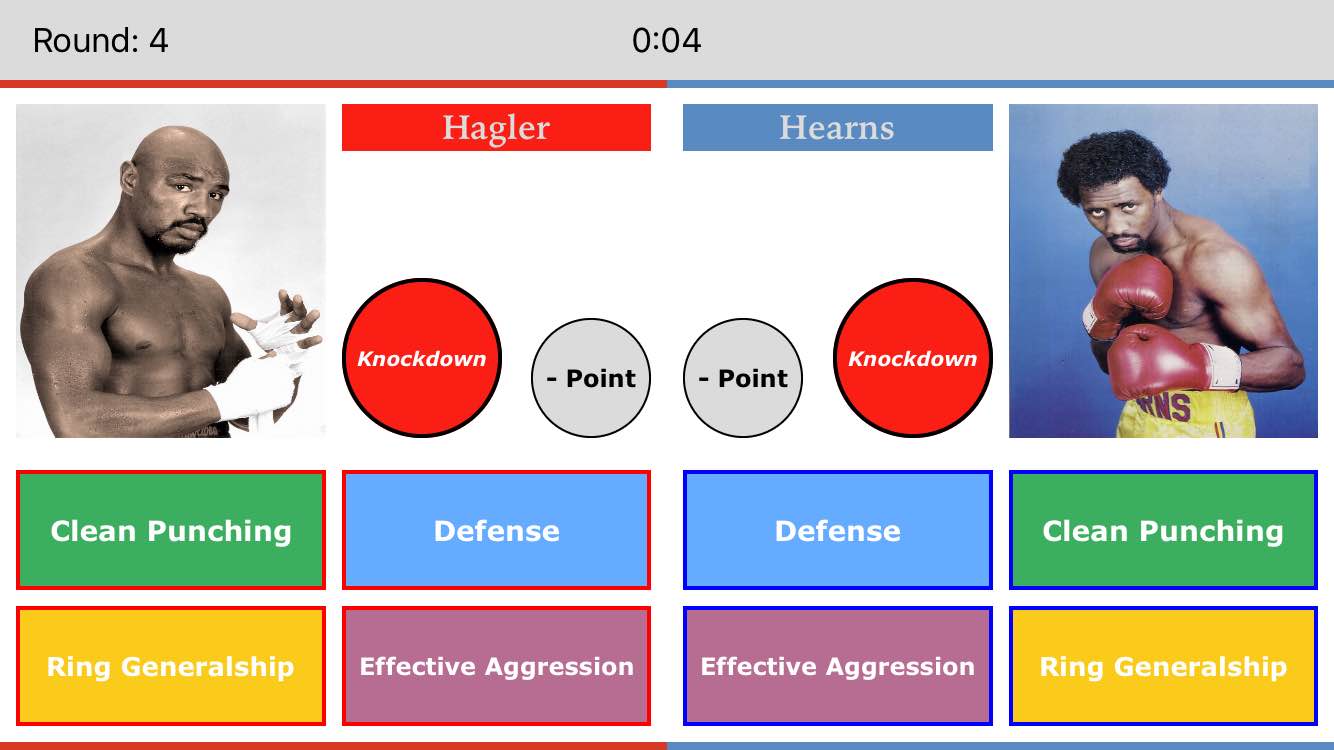 Round: 4
0:04
Hagler
Hearns
Knockdown
- Point
- Point
Knockdown
RNS
Clean Punching
Defense
Defense
Clean Punching
Ring Generalship
Effective Aggression
Effective Aggression
Ring Generalship